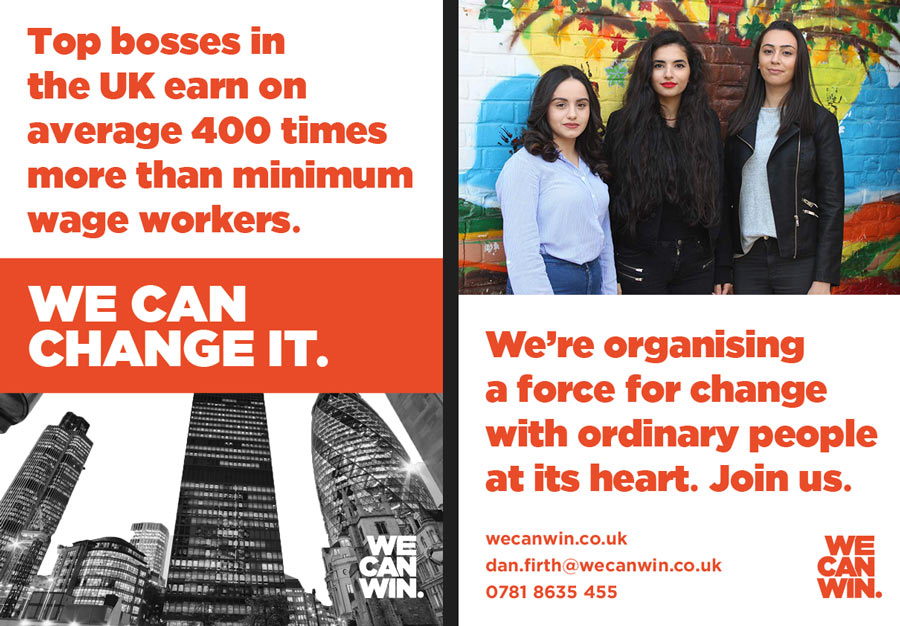 Top bosses in
the UK earn on
average 400 times
more than minimum
wage workers.
WE CAN
CHANGE IT.
WE
CAN
WIN.
We’re organising
a force for change
with ordinary people
at its heart. Join us.
wecanwin.co.uk
dan.firth@wecanwin.co.uk
0781 8635 455
WE
CAN
WIN.